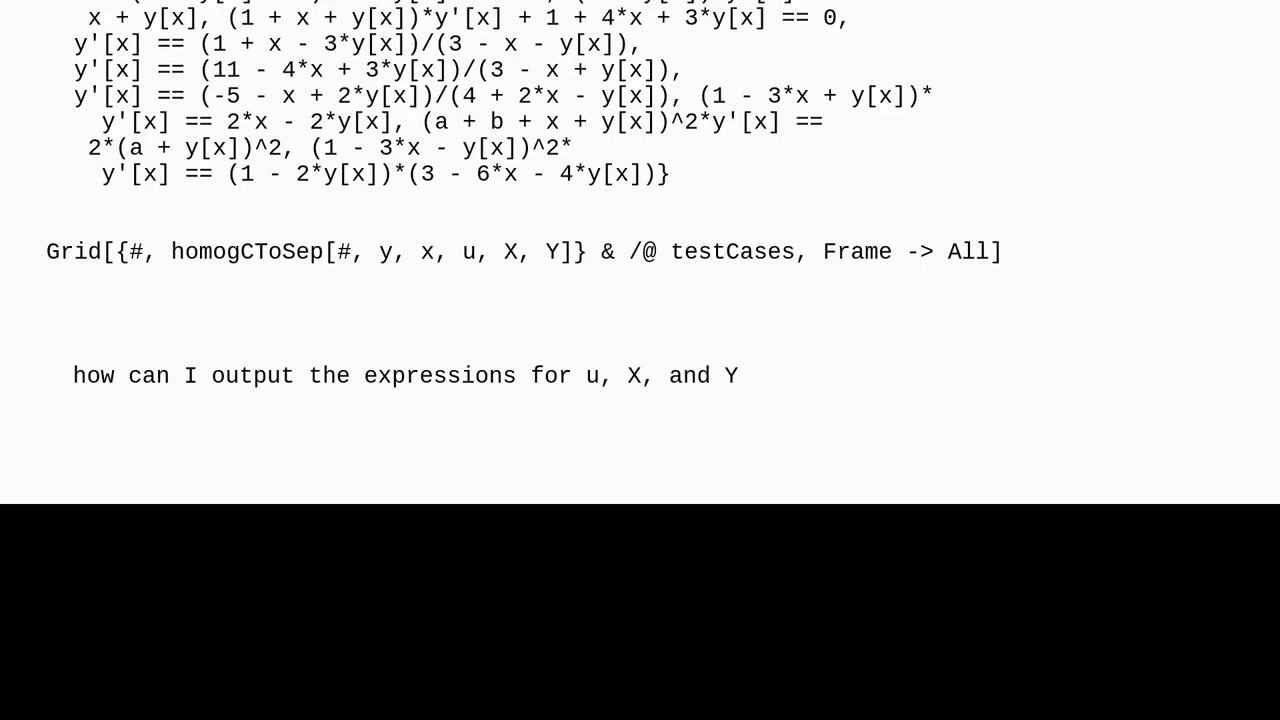 x + y[x], (1 + x + y[x])*y'[x] + 1 + 4*x + 3*y[x] == 0,
y'[x] == (1 + x - 3*y[x])/(3 - x - y[x]),
y'[x] == (11 - 4*x + 3*y[x])/(3 - x + y[x]),
y'[x] == (-5 - x + 2*y[x])/(4 + 2*x - y[x]), (1 - 3*x + y[x])*
y'[x] == 2*x - 2*y[x], (a + b + x + y[x])^2*y'[x] ==
2*(a + y[x])^2, (1 - 3*x - y[x])^2*
y'[x] == (1 - 2*y[x])*(3 - 6*x - 4*y[x])}
Grid[{#, homogCToSep[#, y, x, u, X, Y]} & /@ testCases, Frame -> All]
how can I output the expressions for u, X, and Y